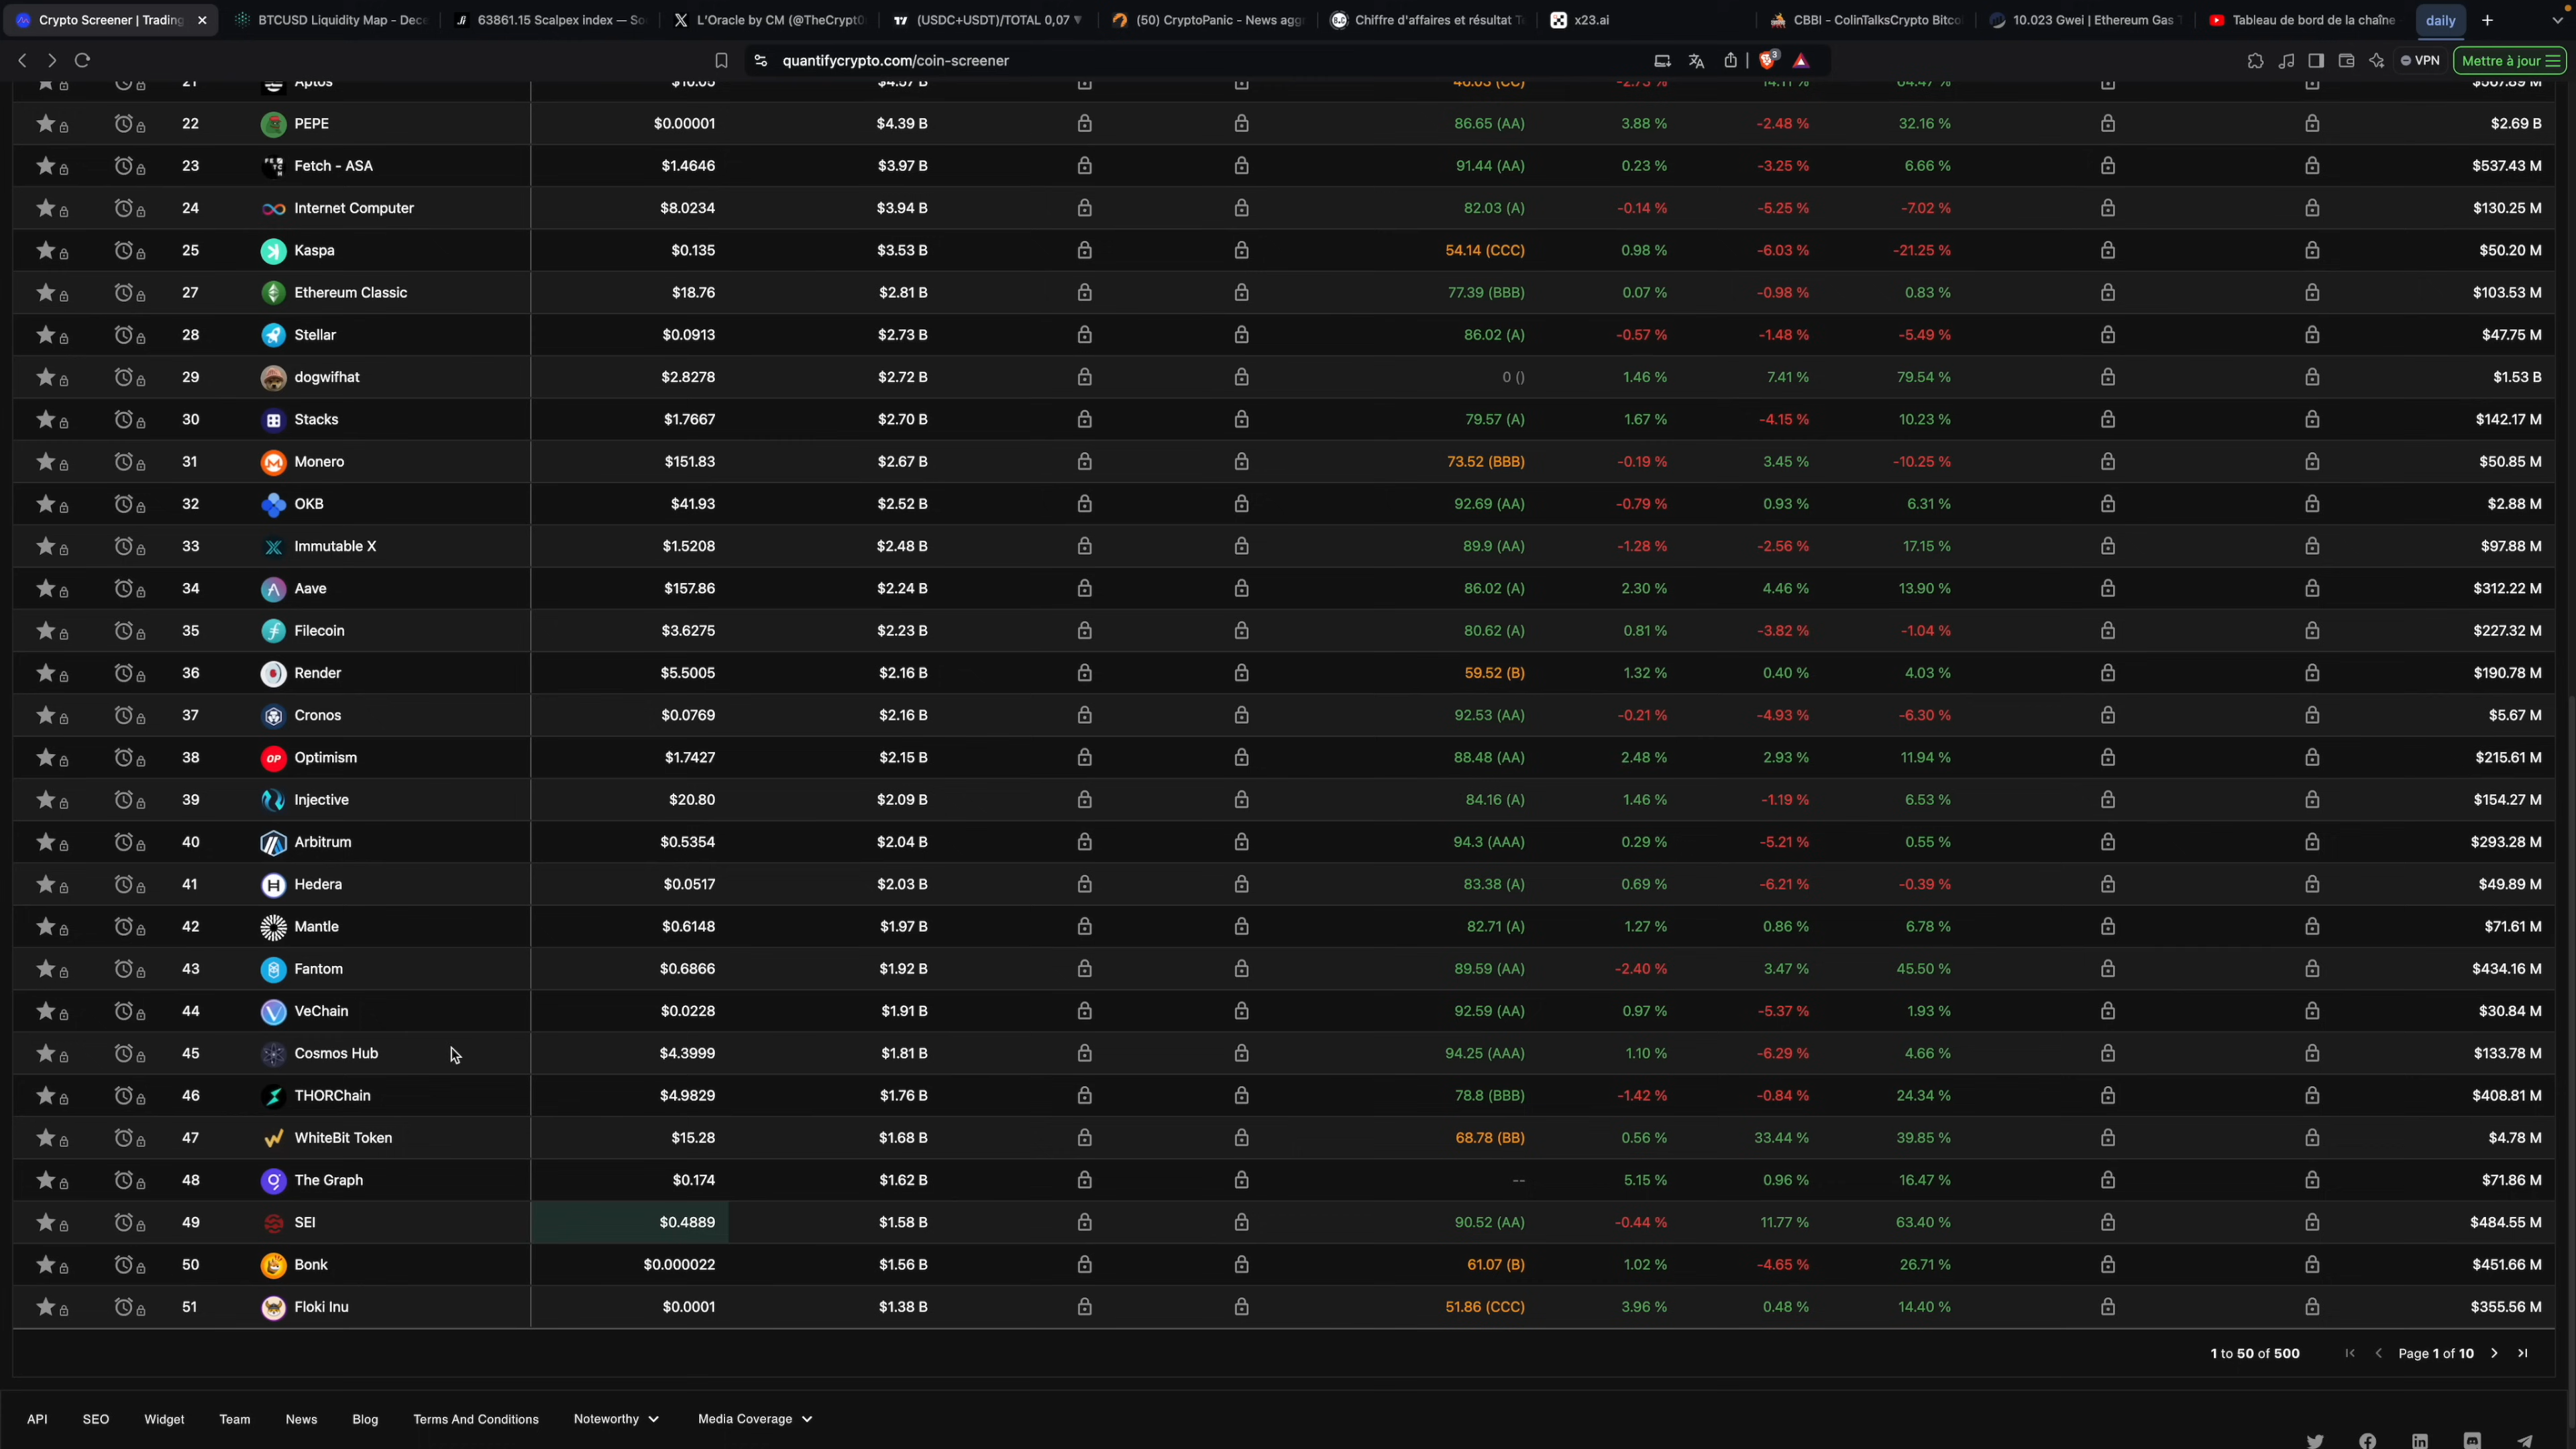 Crypto Screener | Trading
BTCUSD Liquidity Map - Dece
63861.15 Scalpex index — So
L'Oracle by CM (@TheCrypt0
(USDC+USDT)/TOTAL 0,07 ▼
(50) CryptoPanic - News agg
Chiffre d'affaires et résultat T
x23.ai
CBBI - ColinTalksCrypto Bitco
10.023 Gwei | Ethereum Gas T
Tableau de bord de la chaîne
daily
quantifycrypto.com/coin-screener
3
VPN
Mettre à jour
21 Aptos $10.05 $4.57 B 46.03 (CC) -2.73 % 14.11 % 64.47 % $567.89 M
22 PEPE $0.00001 $4.39 B 86.65 (AA) 3.88 % -2.48 % 32.16 % $2.69 B
23 Fetch - ASA $1.4646 $3.97 B 91.44 (AA) 0.23 % -3.25 % 6.66 % $537.43 M
24 Internet Computer $8.0234 $3.94 B 82.03 (A) -0.14 % -5.25 % -7.02 % $130.25 M
25 Kaspa $0.135 $3.53 B 54.14 (CCC) 0.98 % -6.03 % -21.25 % $50.20 M
27 Ethereum Classic $18.76 $2.81 B 77.39 (BBB) 0.07 % -0.98 % 0.83 % $103.53 M
28 Stellar $0.0913 $2.73 B 86.02 (A) -0.57 % -1.48 % -5.49 % $47.75 M
29 dogwifhat $2.8278 $2.72 B 0 () 1.46 % 7.41 % 79.54 % $1.53 B
30 Stacks $1.7667 $2.70 B 79.57 (A) 1.67 % -4.15 % 10.23 % $142.17 M
31 Monero $151.83 $2.67 B 73.52 (BBB) -0.19 % 3.45 % -10.25 % $50.85 M
32 OKB $41.93 $2.52 B 92.69 (AA) -0.79 % 0.93 % 6.31 % $2.88 M
33 Immutable X $1.5208 $2.48 B 89.9 (AA) -1.28 % -2.56 % 17.15 % $97.88 M
34 Aave $157.86 $2.24 B 86.02 (A) 2.30 % 4.46 % 13.90 % $312.22 M
35 Filecoin $3.6275 $2.23 B 80.62 (A) 0.81 % -3.82 % -1.04 % $227.32 M
36 Render $5.5005 $2.16 B 59.52 (B) 1.32 % 0.40 % 4.03 % $190.78 M
37 Cronos $0.0769 $2.16 B 92.53 (AA) -0.21 % -4.93 % -6.30 % $5.67 M
38 Optimism $1.7427 $2.15 B 88.48 (AA) 2.48 % 2.93 % 11.94 % $215.61 M
39 Injective $20.80 $2.09 B 84.16 (A) 1.46 % -1.19 % 6.53 % $154.27 M
40 Arbitrum $0.5354 $2.04 B 94.3 (AAA) 0.29 % -5.21 % 0.55 % $293.28 M
41 Hedera $0.0517 $2.03 B 83.38 (A) 0.69 % -6.21 % -0.39 % $49.89 M
42 Mantle $0.6148 $1.97 B 82.71 (A) 1.27 % 0.86 % 6.78 % $71.61 M
43 Fantom $0.6866 $1.92 B 89.59 (AA) -2.40 % 3.47 % 45.50 % $434.16 M
44 VeChain $0.0228 $1.91 B 92.59 (AA) 0.97 % -5.37 % 1.93 % $30.84 M
45 Cosmos Hub $4.3999 $1.81 B 94.25 (AAA) 1.10 % -6.29 % 4.66 % $133.78 M
46 THORChain $4.9829 $1.76 B 78.8 (BBB) -1.42 % -0.84 % 24.34 % $408.81 M
47 WhiteBit Token $15.28 $1.68 B 68.78 (BB) 0.56 % 33.44 % 39.85 % $4.78 M
48 The Graph $0.174 $1.62 B -- 5.15 % 0.96 % 16.47 % $71.86 M
49 SEI $0.4889 $1.58 B 90.52 (AA) -0.44 % 11.77 % 63.40 % $484.55 M
50 Bonk $0.000022 $1.56 B 61.07 (B) 1.02 % -4.65 % 26.71 % $451.66 M
51 Floki Inu $0.0001 $1.38 B 51.86 (CCC) 3.96 % 0.48 % 14.40 % $355.56 M
1 to 50 of 500 Page 1 of 10
API SEO Widget Team News Blog Terms And Conditions Noteworthy Media Coverage